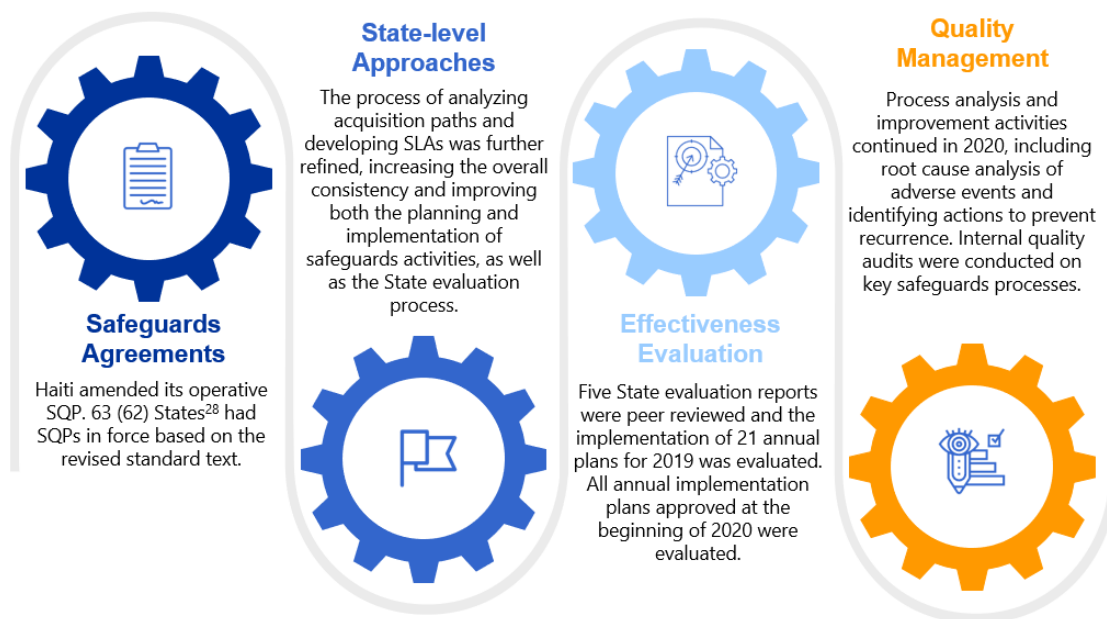 Safeguards
Agreements
Haiti amended its operative
SQP. 63 (62) States²⁸ had
SQPs in force based on the
revised standard text.
State-level
Approaches
The process of analyzing
acquisition paths and
developing SLAs was further
refined, increasing the overall
consistency and improving
both the planning and
implementation of
safeguards activities, as well
as the State evaluation
process.
Effectiveness
Evaluation
Five State evaluation reports
were peer reviewed and the
implementation of 21 annual
plans for 2019 was evaluated.
All annual implementation
plans approved at the
beginning of 2020 were
evaluated.
Quality
Management
Process analysis and
improvement activities
continued in 2020, including
root cause analysis of
adverse events and
identifying actions to prevent
recurrence. Internal quality
audits were conducted on
key safeguards processes.